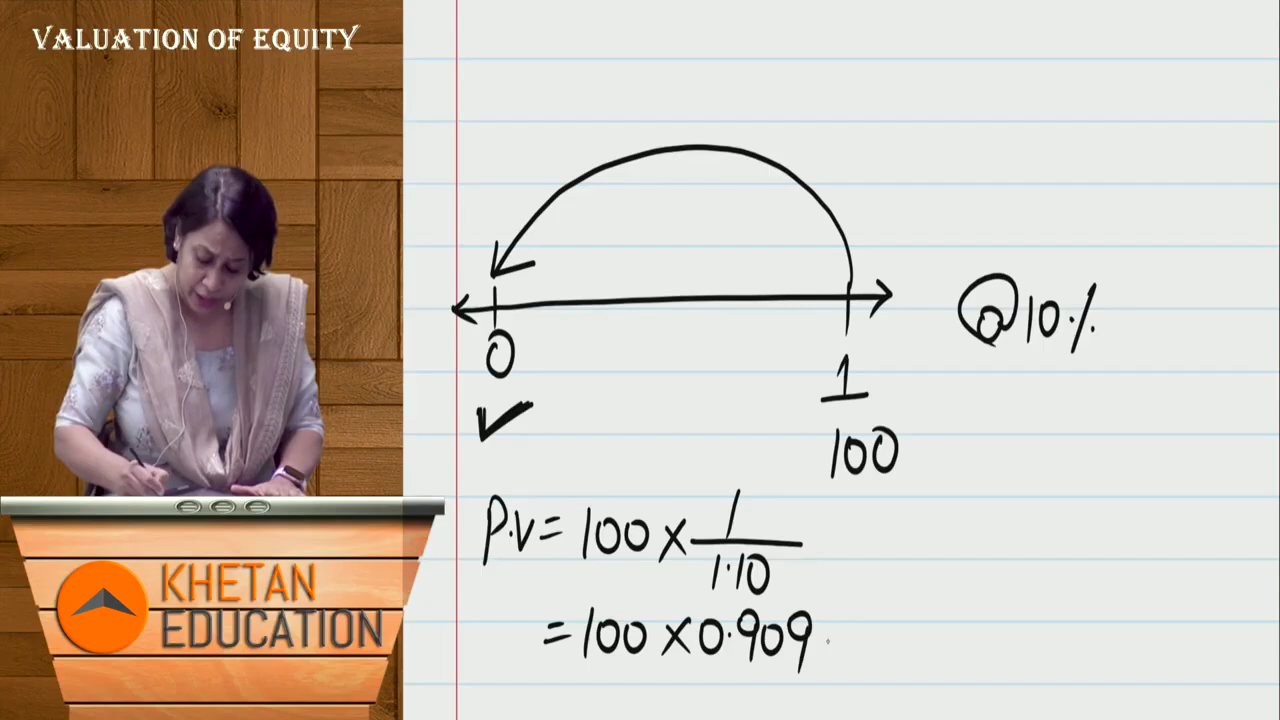 VALUATION OF EQUITY
@10%
0
1
100
P.V = 100 × 1/1.10
= 100 × 0.909
KHETAN
EDUCATION